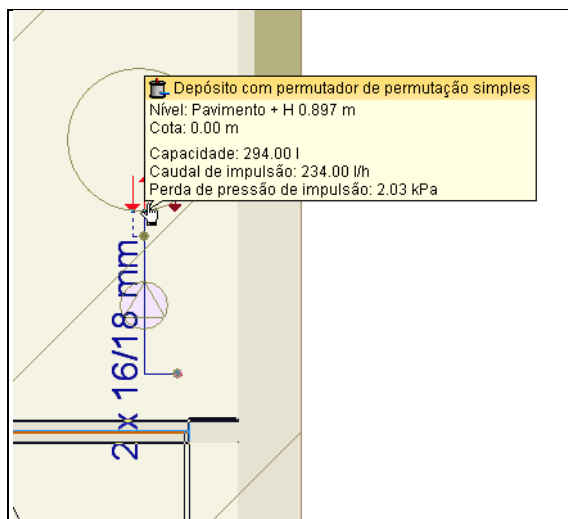 Depósito com permutador de permutação simples
Nível: Pavimento + H 0.897 m
Cota: 0.00 m
Capacidade: 294.00 l
Caudal de impulsão: 234.00 l/h
Perda de pressão de impulsão: 2.03 kPa
2 x 16/18 mm